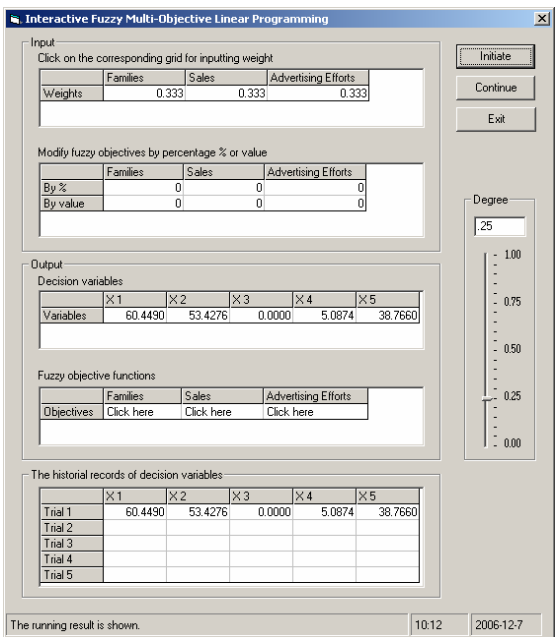 Interactive Fuzzy Multi-Objective Linear Programming
Input
Click on the corresponding grid for inputting weight
Families Sales Advertising Efforts
Weights 0.333 0.333 0.333
Modify fuzzy objectives by percentage % or value
Families Sales Advertising Efforts
By % 0 0 0
By value 0 0 0
Output
Decision variables
X 1 X 2 X 3 X 4 X 5
Variables 60.4490 53.4276 0.0000 5.0874 38.7660
Fuzzy objective functions
Families Sales Advertising Efforts
Objectives Click here Click here Click here
The historial records of decision variables
X 1 X 2 X 3 X 4 X 5
Trial 1 60.4490 53.4276 0.0000 5.0874 38.7660
Trial 2
Trial 3
Trial 4
Trial 5
Initiate
Continue
Exit
Degree
.25
1.00
0.75
0.50
0.25
0.00
The running result is shown. 10:12 2006-12-7